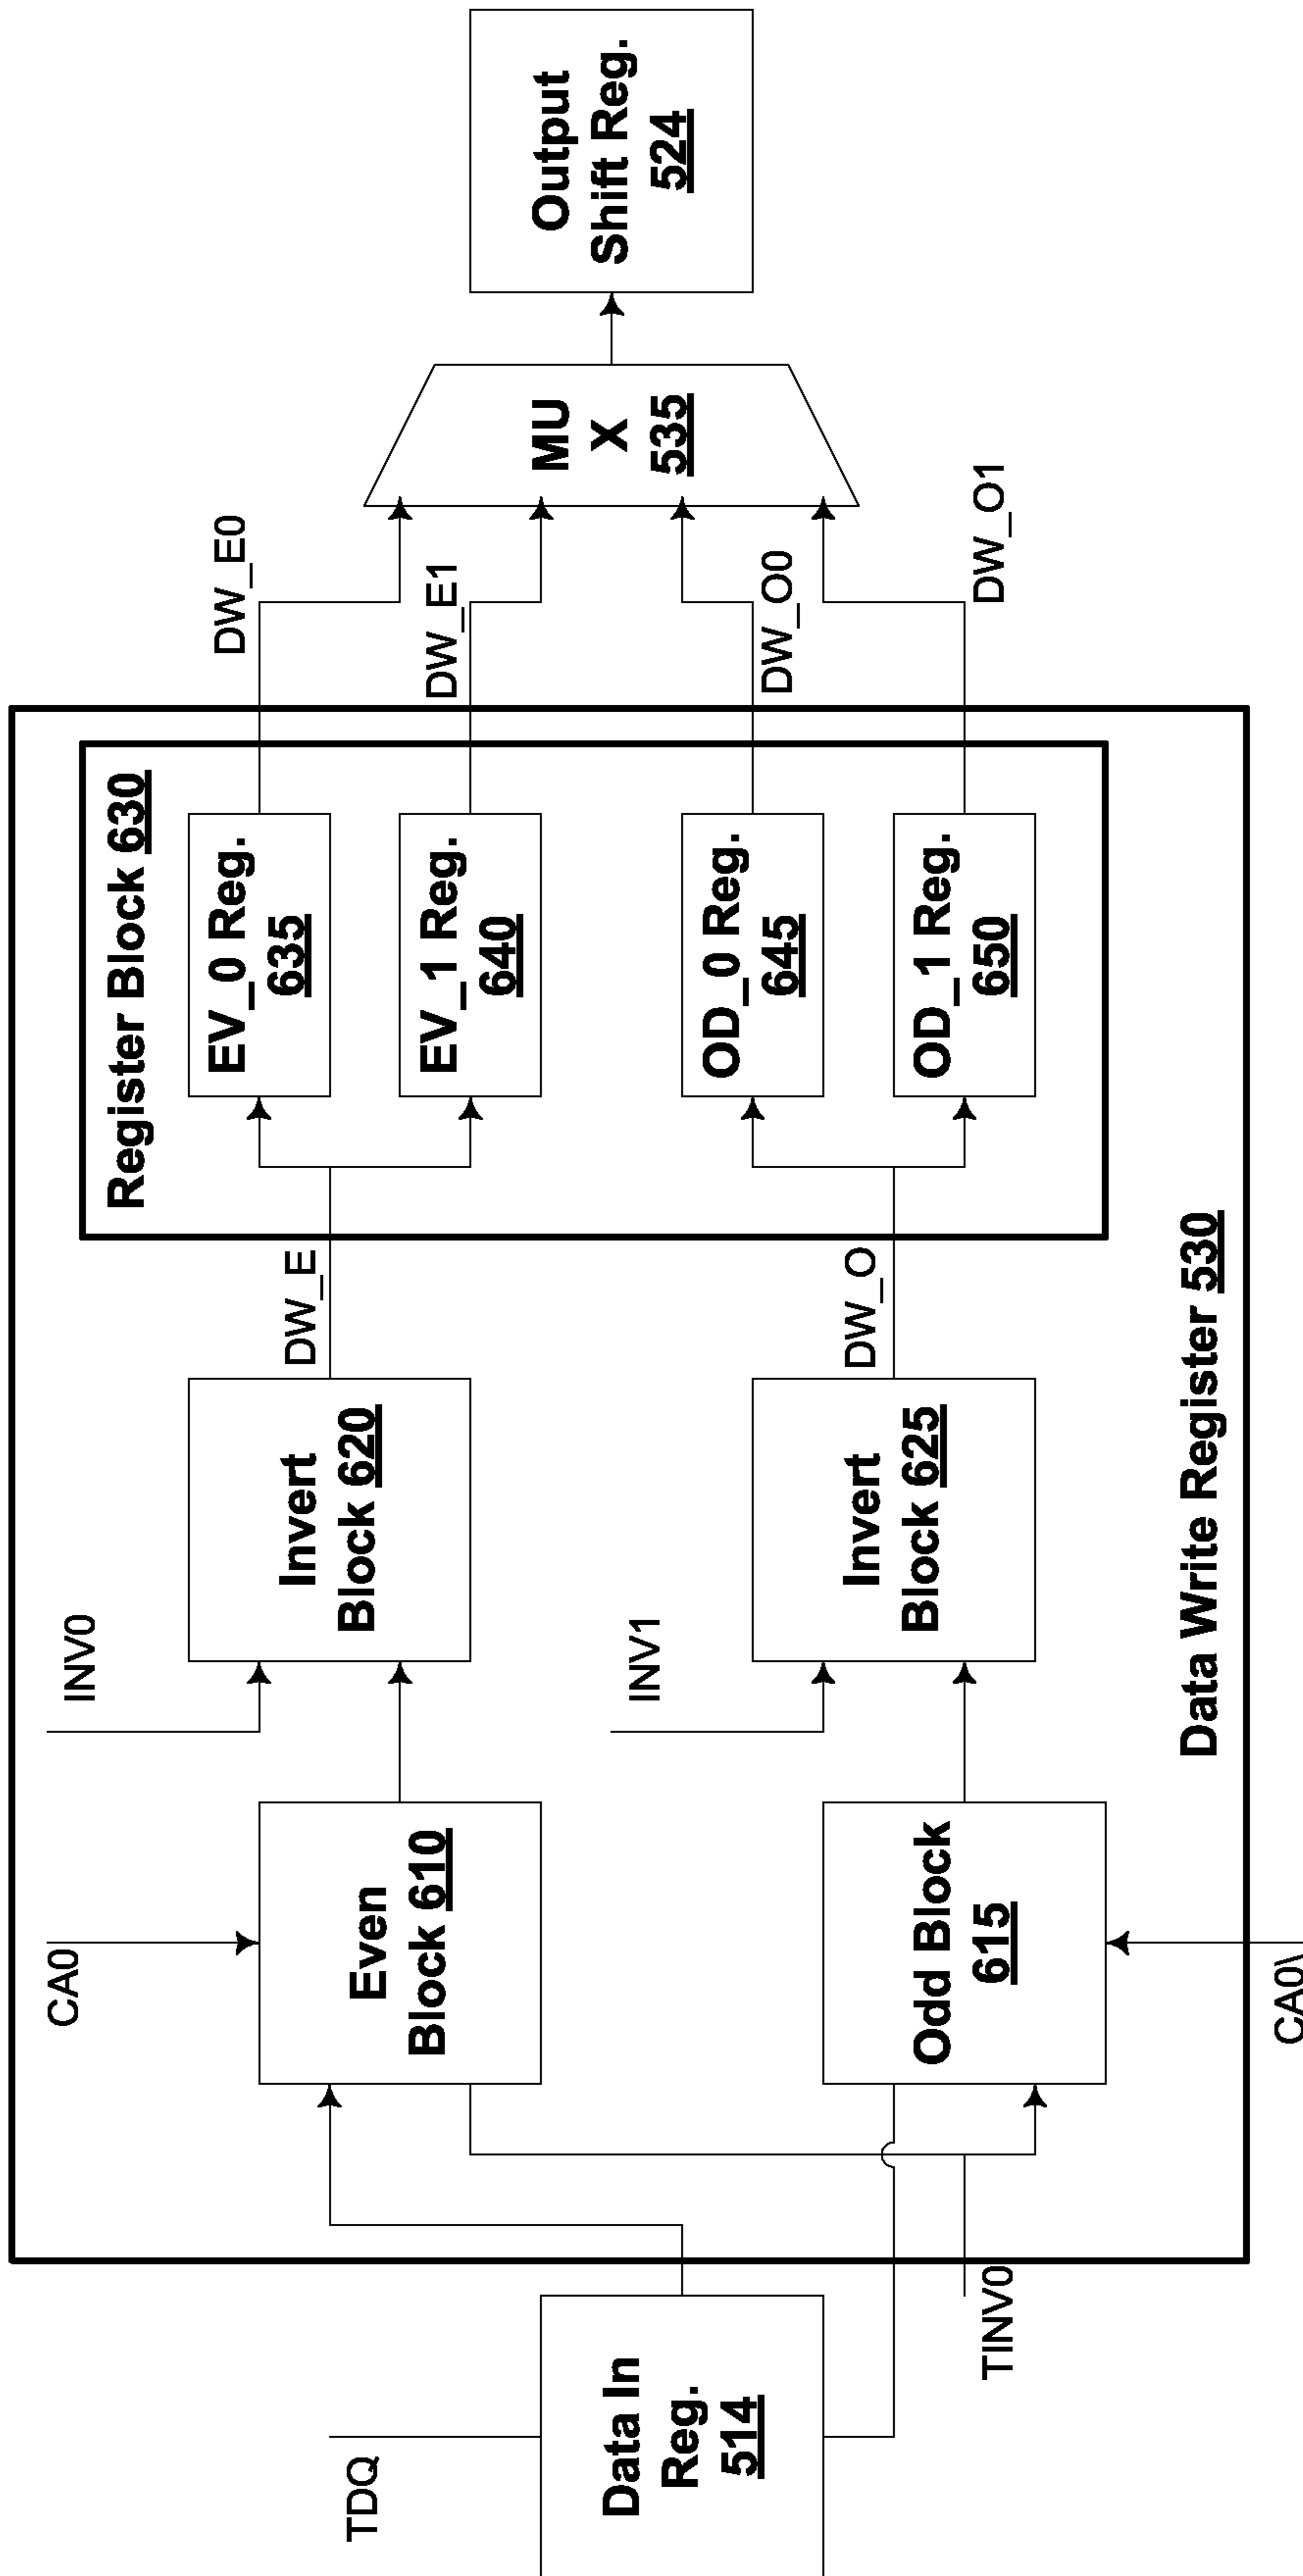 TDQ
Data In
Reg.
514
TINV0
CA0
Even
Block 610
Odd Block
615
CA0\
INV0
Invert
Block 620
INV1
Invert
Block 625
Data Write Register 530
DW_E
DW_O
Register Block 630
EV_0 Reg.
635
EV_1 Reg.
640
OD_0 Reg.
645
OD_1 Reg.
650
DW_E0
DW_E1
DW_O0
DW_O1
MU
X
535
Output
Shift Reg.
524